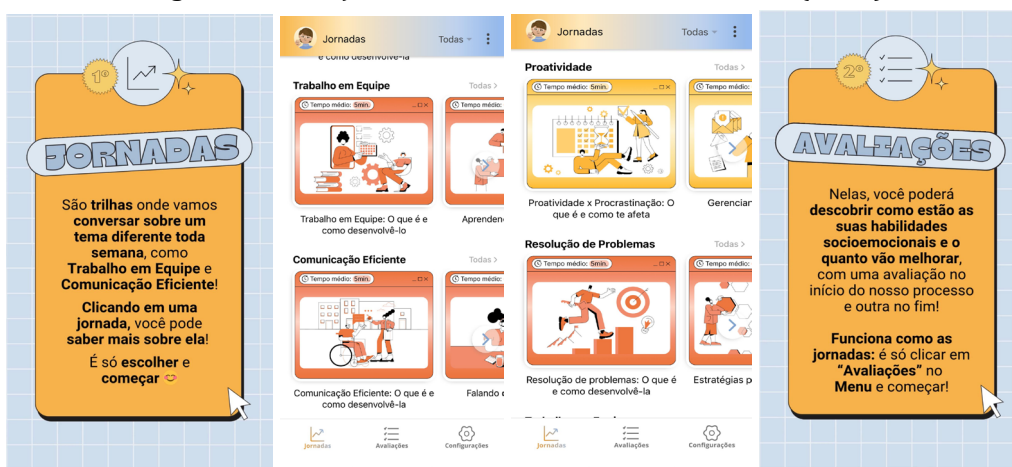 1º
JORNADAS
São trilhas onde vamos
conversar sobre um
tema diferente toda
semana, como
Trabalho em Equipe e
Comunicação Eficiente!
Clicando em uma
jornada, você pode
saber mais sobre ela!
É só escolher e
começar
Jornadas Todas
e como desenvolvê-la
Trabalho em Equipe Todas >
Tempo médio: 5min. Tempo médio:
Trabalho em Equipe: O que é e
como desenvolvê-lo
Aprenden
Comunicação Eficiente Todas >
Tempo médio: 5min. Tempo médio:
Comunicação Eficiente: O que é e
como desenvolvê-la
Falando
Jornadas Avaliações Configurações
Jornadas Todas
Proatividade Todas >
Tempo médio: 5min. Tempo médio:
Proatividade x Procrastinação: O
que é e como te afeta
Gerencian
Resolução de Problemas Todas >
Tempo médio: 5min. Tempo médio:
Resolução de problemas: O que é
e como desenvolvê-la
Estratégias
Jornadas Avaliações Configurações
2º
AVALIAÇÕES
Nelas, você poderá
descobrir como estão as
suas habilidades
socioemocionais e o
quanto vão melhorar,
com uma avaliação no
início do nosso processo
e outra no fim!
Funciona como as
jornadas: é só clicar em
“Avaliações” no
Menu e começar!